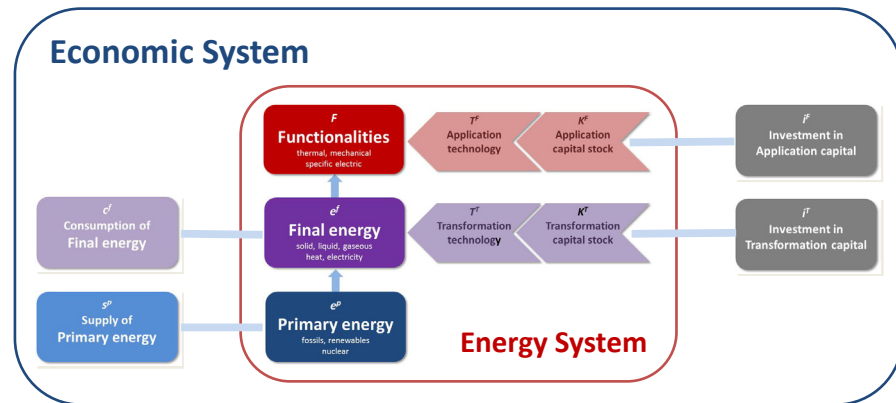 Economic System
F
Functionalities
thermal, mechanical
specific electric
T^F
Application
technology
K^F
Application
capital stock
i^F
Investment in
Application capital
c^f
Consumption of
Final energy
e^f
Final energy
solid, liquid, gaseous
heat, electricity
T^T
Transformation
technology
K^T
Transformation
capital stock
i^T
Investment in
Transformation capital
s^p
Supply of
Primary energy
e^p
Primary energy
fossils, renewables
nuclear
Energy System